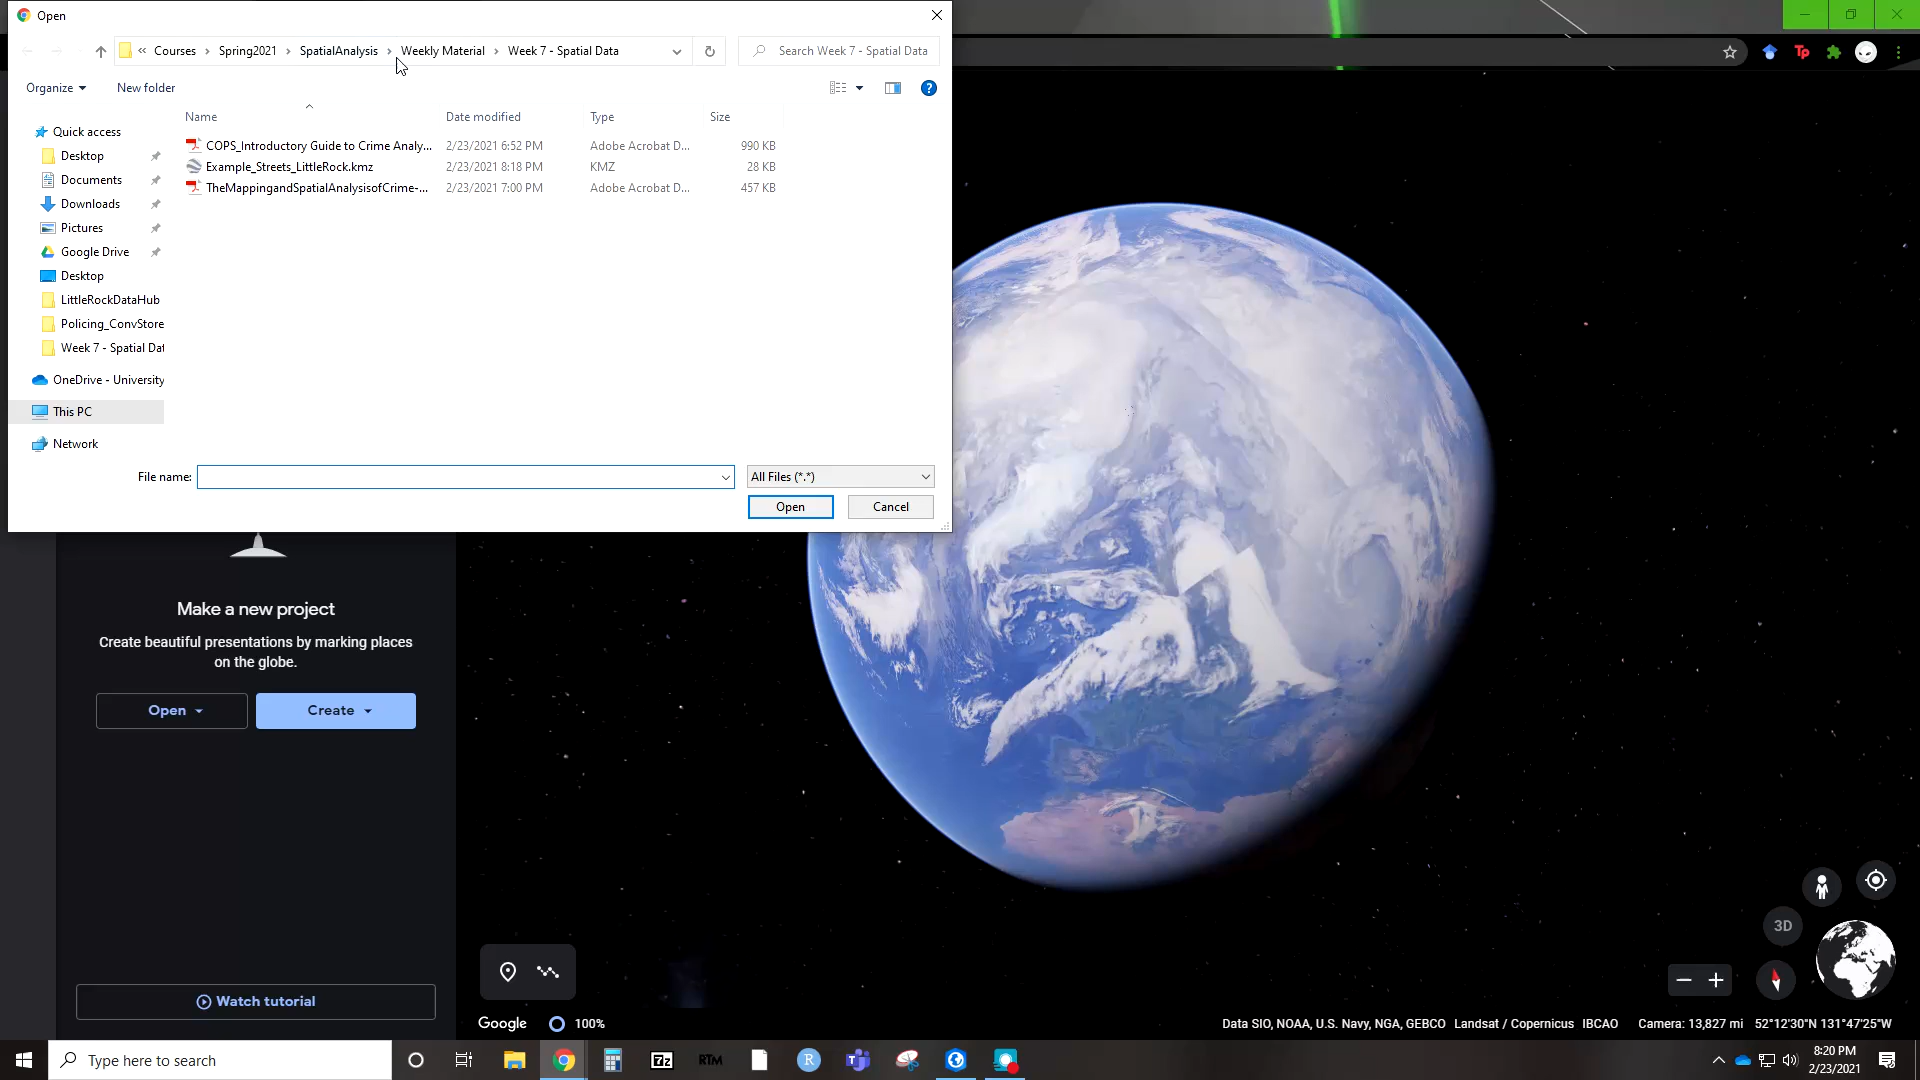 Open
« Courses › Spring2021 › SpatialAnalysis › Weekly Material › Week 7 - Spatial Data
Search Week 7 - Spatial Data
Organize
New folder
Name
Date modified
Type
Size
COPS_Introductory Guide to Crime Analy... 2/23/2021 6:52 PM Adobe Acrobat D... 990 KB
Example_Streets_LittleRock.kmz 2/23/2021 8:18 PM KMZ 28 KB
TheMappingandSpatialAnalysisofCrime-... 2/23/2021 7:00 PM Adobe Acrobat D... 457 KB
Quick access
Desktop
Documents
Downloads
Pictures
Google Drive
Desktop
LittleRockDataHub
Policing_ConvStore
Week 7 - Spatial Dat
OneDrive - University
This PC
Network
File name:
All Files (*.*)
Open
Cancel
Tp
Make a new project
Create beautiful presentations by marking places
on the globe.
Open
Create
Watch tutorial
3D
Google
100%
Data SIO, NOAA, U.S. Navy, NGA, GEBCO Landsat / Copernicus IBCAO
Camera: 13,827 mi 52°12'30"N 131°47'25"W
Type here to search
7z
RTM
R
8:20 PM
2/23/2021